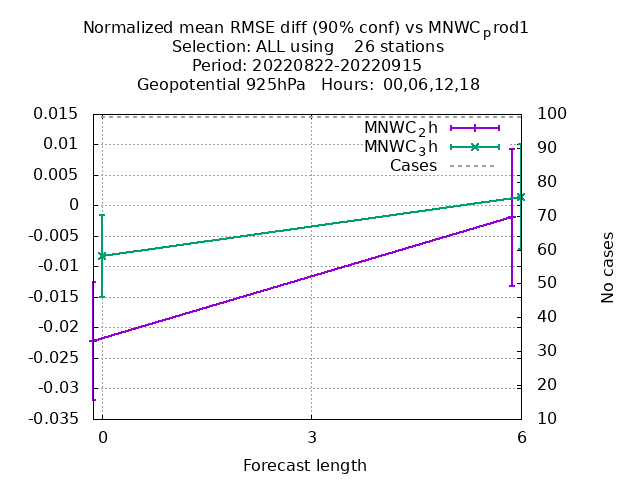 Normalized mean RMSE diff (90% conf) vs MNWCprod1
Selection: ALL using    26 stations
Period: 20220822-20220915
Geopotential 925hPa   Hours: 00,06,12,18
0.015
0.01
0.005
0
-0.005
-0.01
-0.015
-0.02
-0.025
-0.03
-0.035
100
90
80
70
60
50
40
30
20
10
MNWC2h
MNWC3h
Cases
No cases
0
3
6
Forecast length